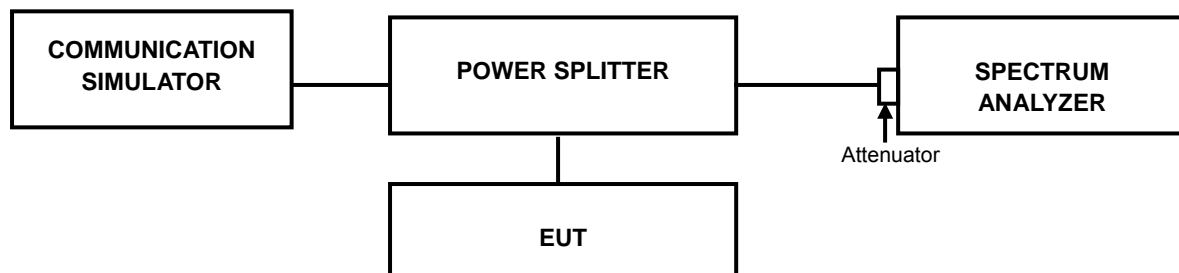 COMMUNICATION
SIMULATOR
POWER SPLITTER
SPECTRUM
ANALYZER
Attenuator
EUT